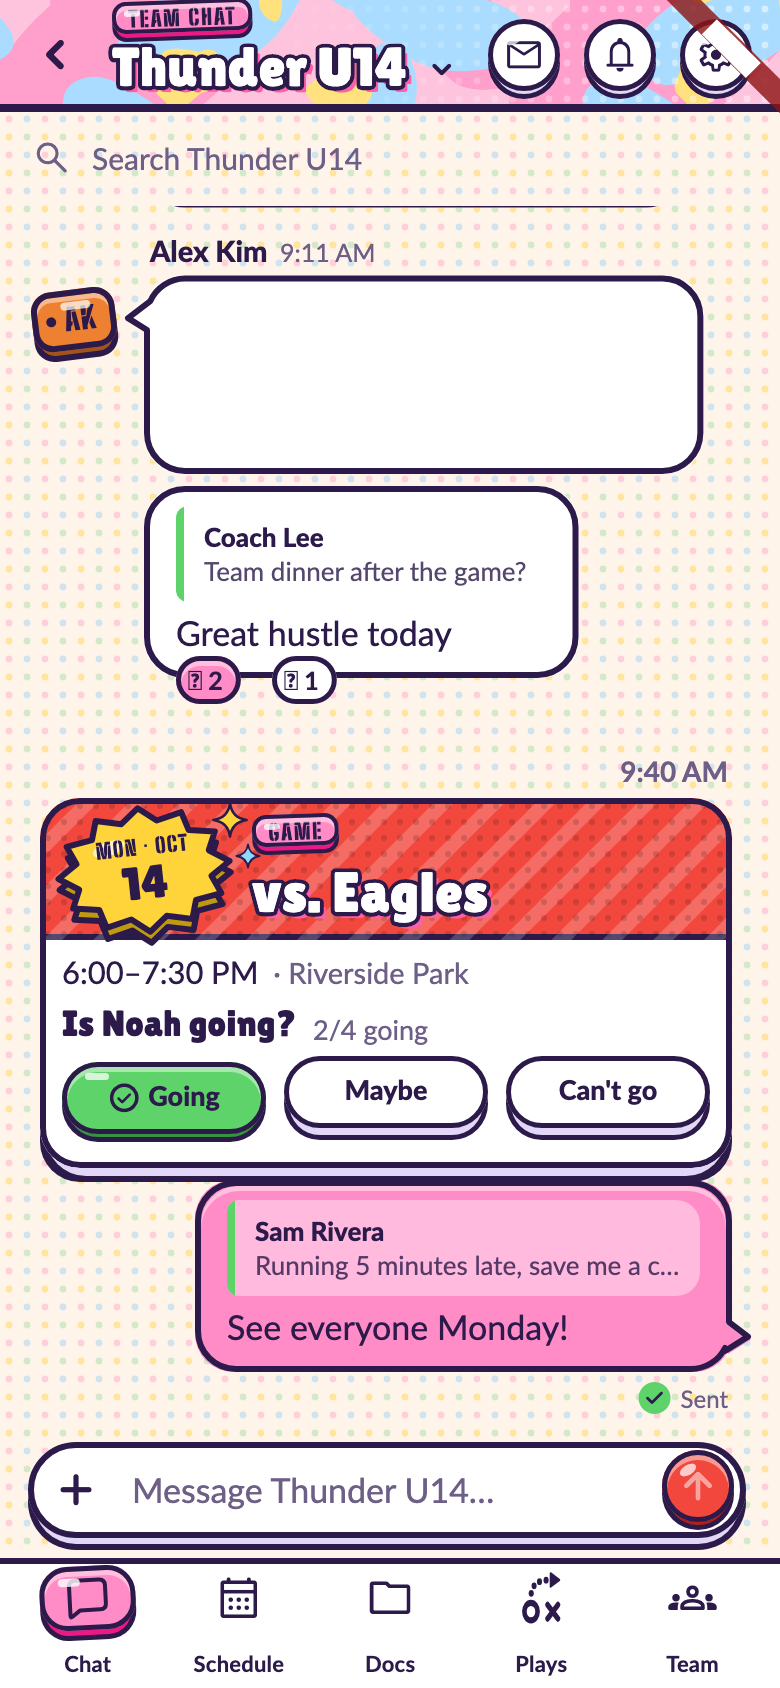 TEAM CHAT
Thunder U14
Search Thunder U14
Alex Kim 9:11 AM
AK
Coach Lee
Team dinner after the game?
Great hustle today
2 1
9:40 AM
MON · OCT
14
GAME
vs. Eagles
6:00–7:30 PM · Riverside Park
Is Noah going? 2/4 going
Going Maybe Can't go
Sam Rivera
Running 5 minutes late, save me a c...
See everyone Monday!
Sent
Message Thunder U14...
Chat Schedule Docs Plays Team